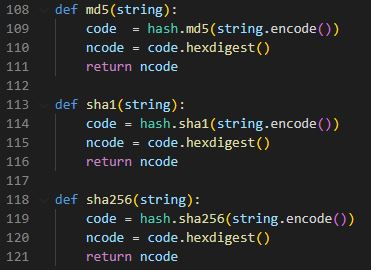 108 def md5(string):
109     code  = hash.md5(string.encode())
110     ncode = code.hexdigest()
111     return ncode
112
113 def sha1(string):
114     code = hash.sha1(string.encode())
115     ncode = code.hexdigest()
116     return ncode
117
118 def sha256(string):
119     code = hash.sha256(string.encode())
120     ncode = code.hexdigest()
121     return ncode